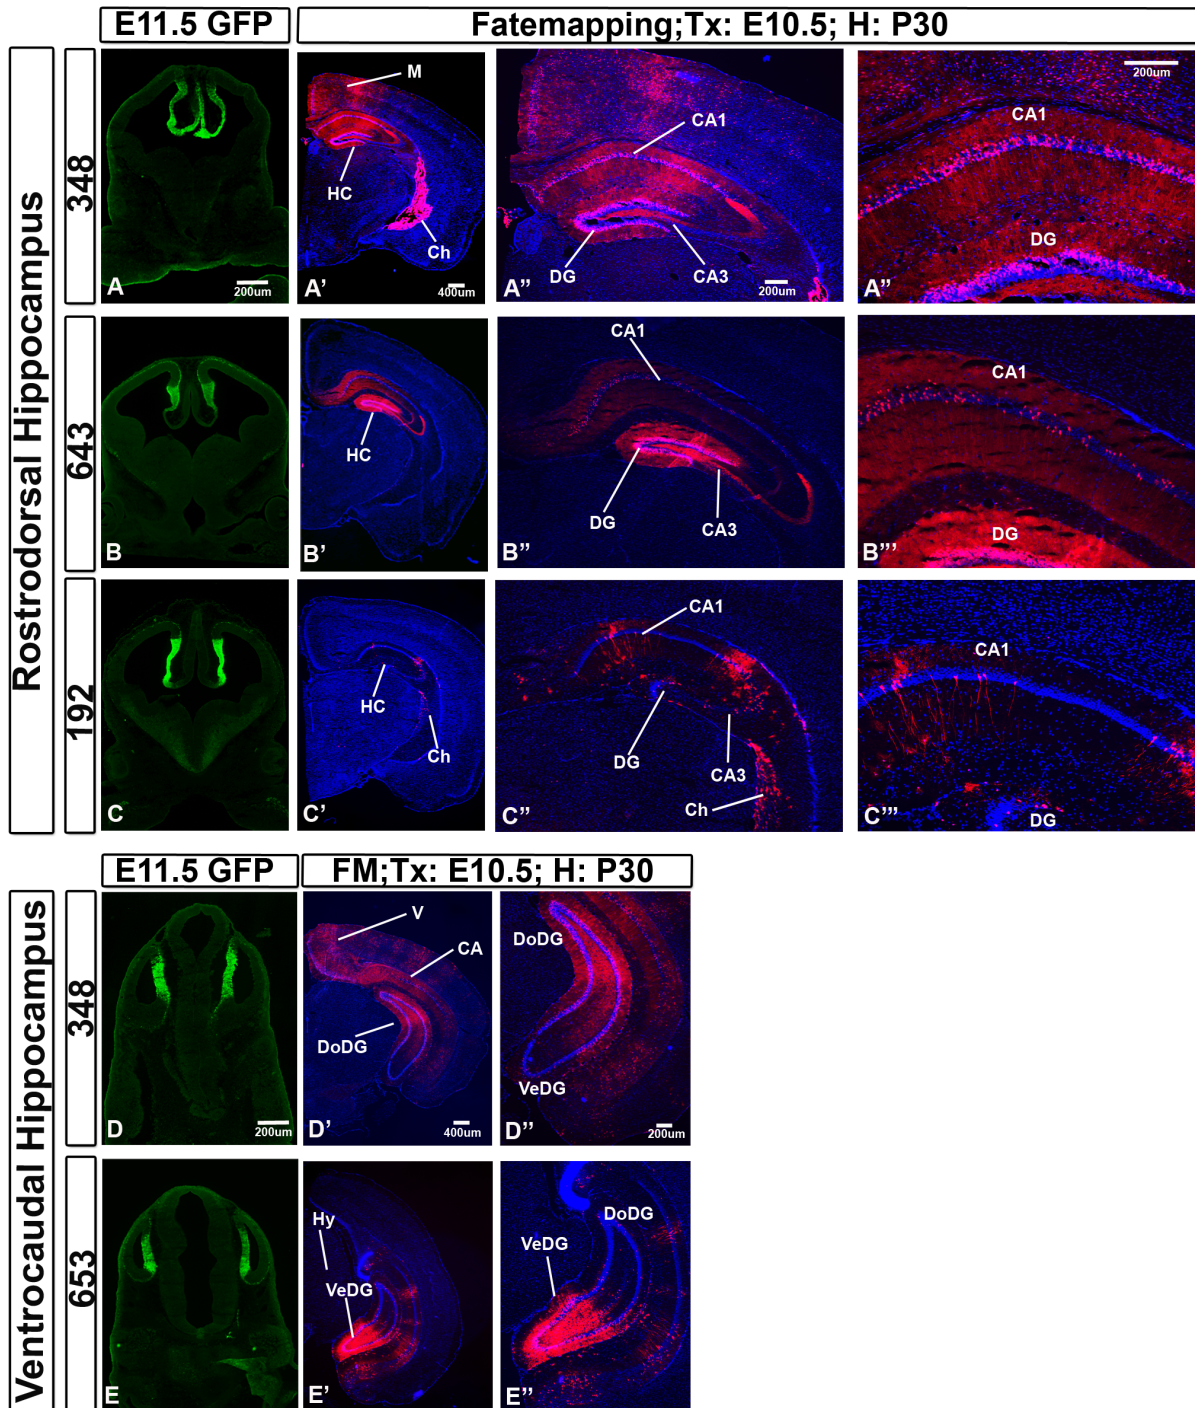 E11.5 GFP
Fatemapping;Tx: E10.5; H: P30
Rostrodorsal Hippocampus
348
A
200um
M
HC
Ch
A’
400um
CA1
DG
CA3
A”
200um
200um
CA1
DG
A”
643
B
HC
B’
CA1
DG
CA3
B”
CA1
DG
B”’
192
C
HC
Ch
C’
CA1
DG
CA3
Ch
C”
CA1
DG
C”’
E11.5 GFP
FM;Tx: E10.5; H: P30
Ventrocaudal Hippocampus
348
D
200um
V
CA
DoDG
D’
400um
DoDG
VeDG
D”
200um
653
E
Hy
VeDG
E’
DoDG
VeDG
E”